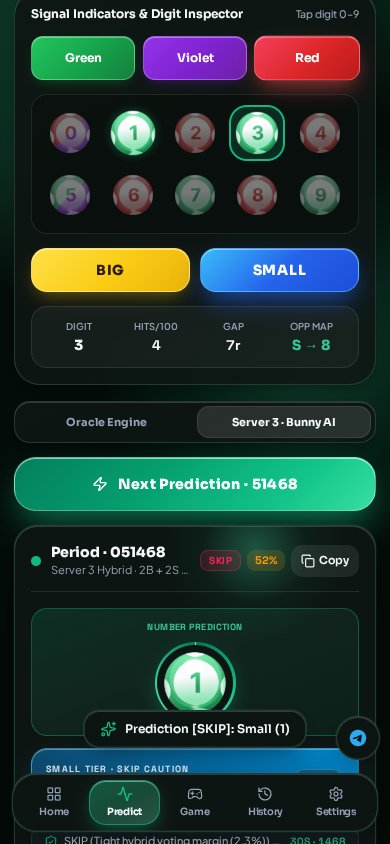 Signal Indicators & Digit Inspector
Tap digit 0–9
Green
Violet
Red
0 1 2 3 4
5 6 7 8 9
BIG
SMALL
DIGIT HITS/100 GAP OPP MAP
3 4 7r S → 8
Oracle Engine
Server 3 · Bunny AI
Next Prediction · 51468
Period · 051468
Server 3 Hybrid · 2B + 2S ...
SKIP
52%
Copy
NUMBER PREDICTION
1
Prediction [SKIP]: Small (1)
SMALL TIER · SKIP CAUTION
Home
Predict
Game
History
Settings
SKIP (Tight hybrid voting margin (2.3%)) ...
30S · 1468